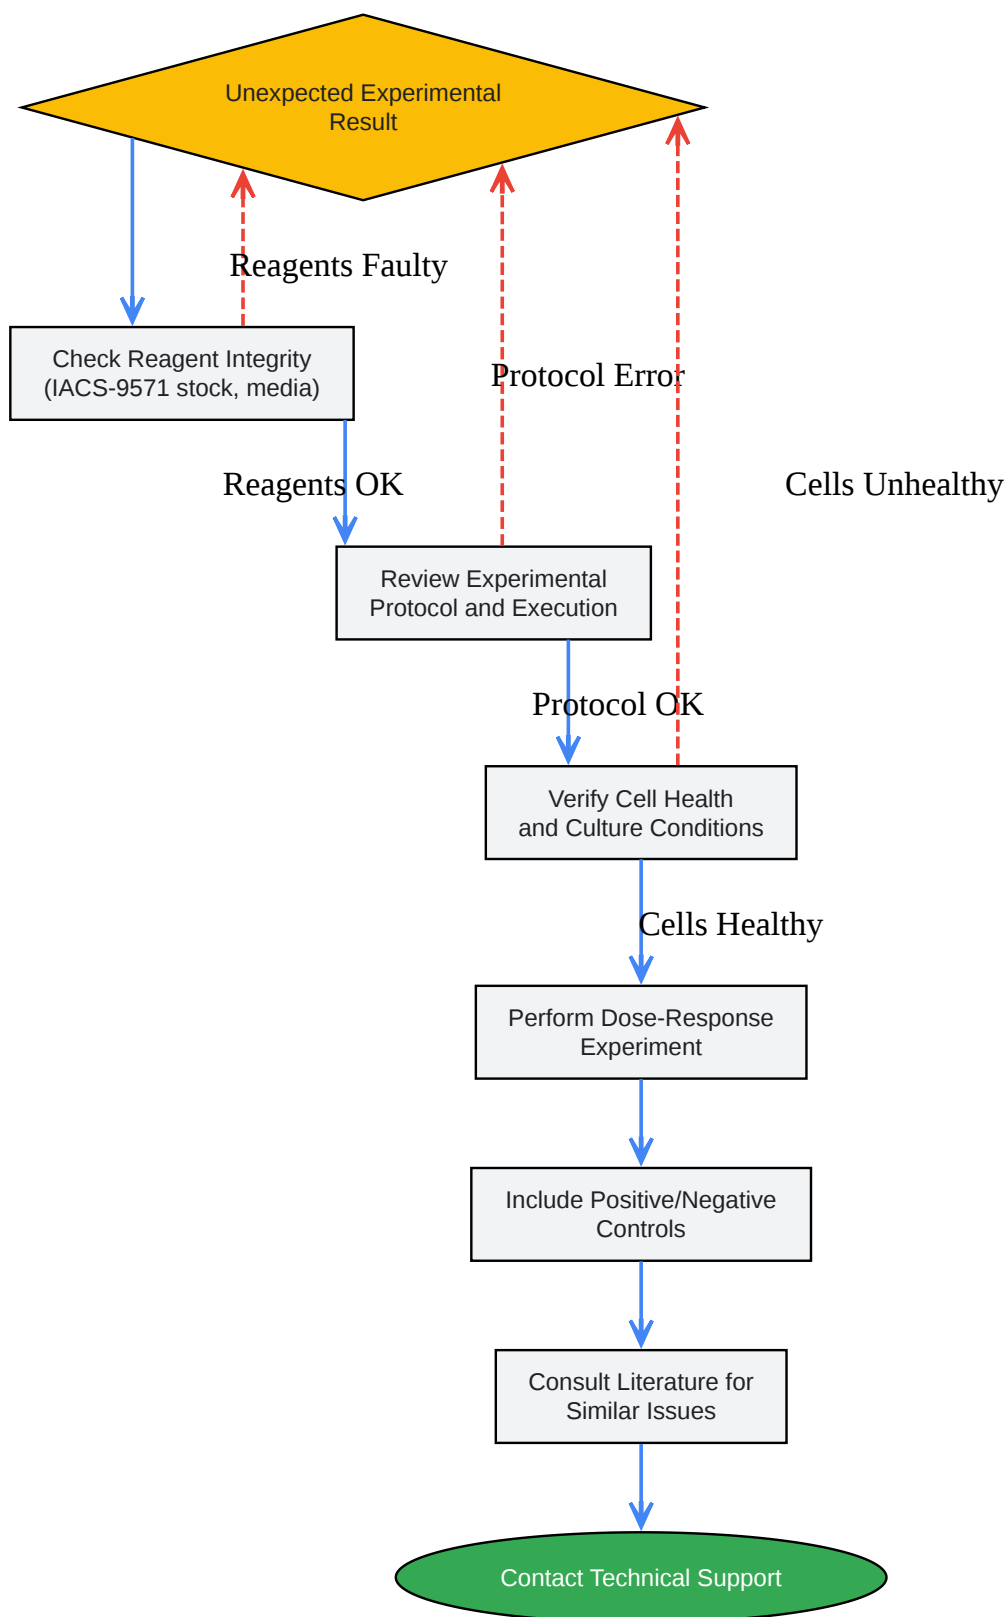 Unexpected Experimental
Result
Reagents Faulty
Check Reagent Integrity
(IACS-9571 stock, media)
Protocol Error
Reagents OK
Cells Unhealthy
Review Experimental
Protocol and Execution
Protocol OK
Verify Cell Health
and Culture Conditions
Cells Healthy
Perform Dose-Response
Experiment
Include Positive/Negative
Controls
Consult Literature for
Similar Issues
Contact Technical Support